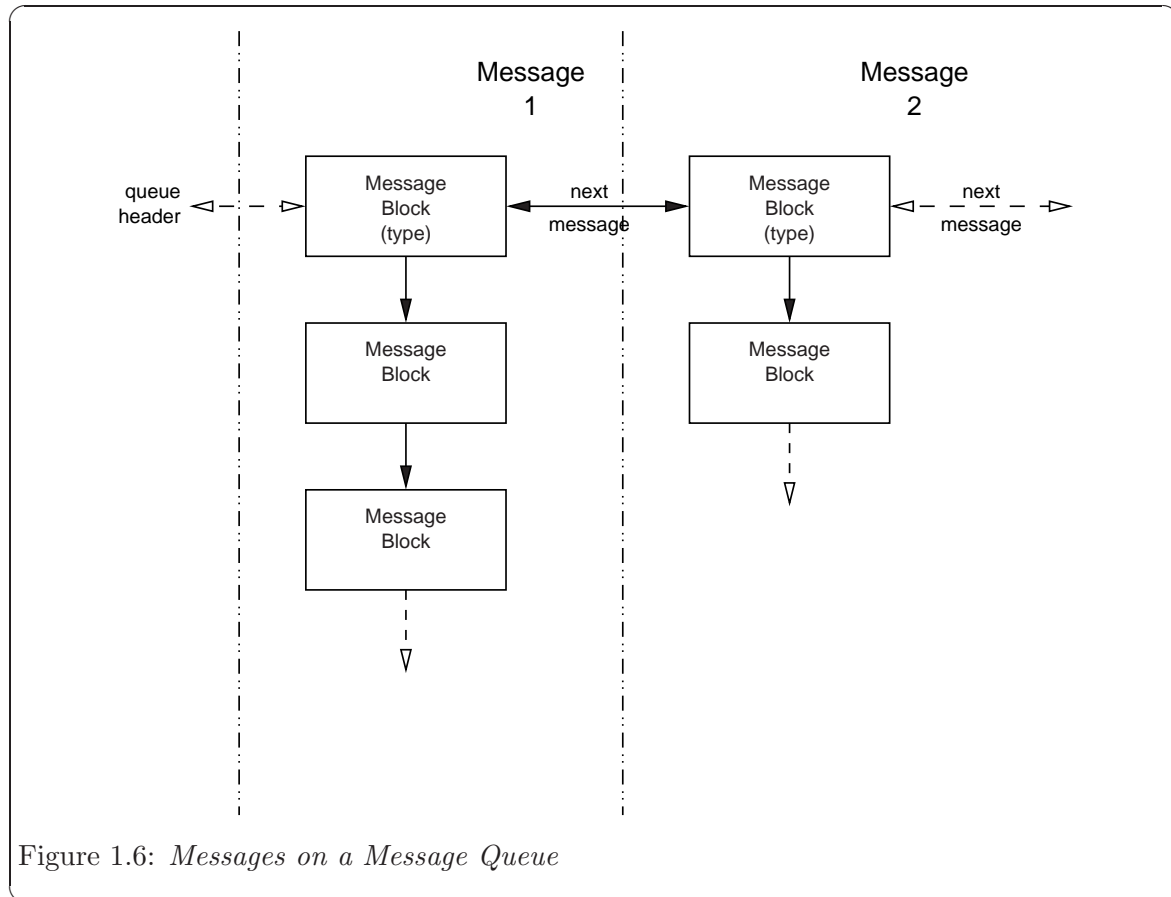 Message
1
Message
2
queue
header
Message
Block
(type)
next
message
Message
Block
(type)
next
message
Message
Block
Message
Block
Message
Block
Figure 1.6: Messages on a Message Queue